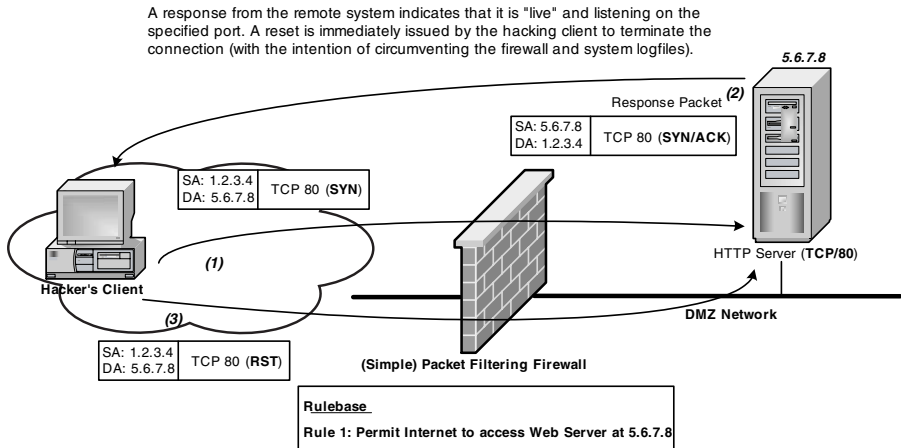 A response from the remote system indicates that it is "live" and listening on the
specified port. A reset is immediately issued by the hacking client to terminate the
connection (with the intention of circumventing the firewall and system logfiles).
5.6.7.8
(2)
Response Packet
SA: 5.6.7.8
DA: 1.2.3.4
TCP 80 (SYN/ACK)
SA: 1.2.3.4
DA: 5.6.7.8
TCP 80 (SYN)
(1)
HTTP Server (TCP/80)
Hacker's Client
(3)
DMZ Network
SA: 1.2.3.4
DA: 5.6.7.8
TCP 80 (RST)
(Simple) Packet Filtering Firewall
Rulebase
Rule 1: Permit Internet to access Web Server at 5.6.7.8